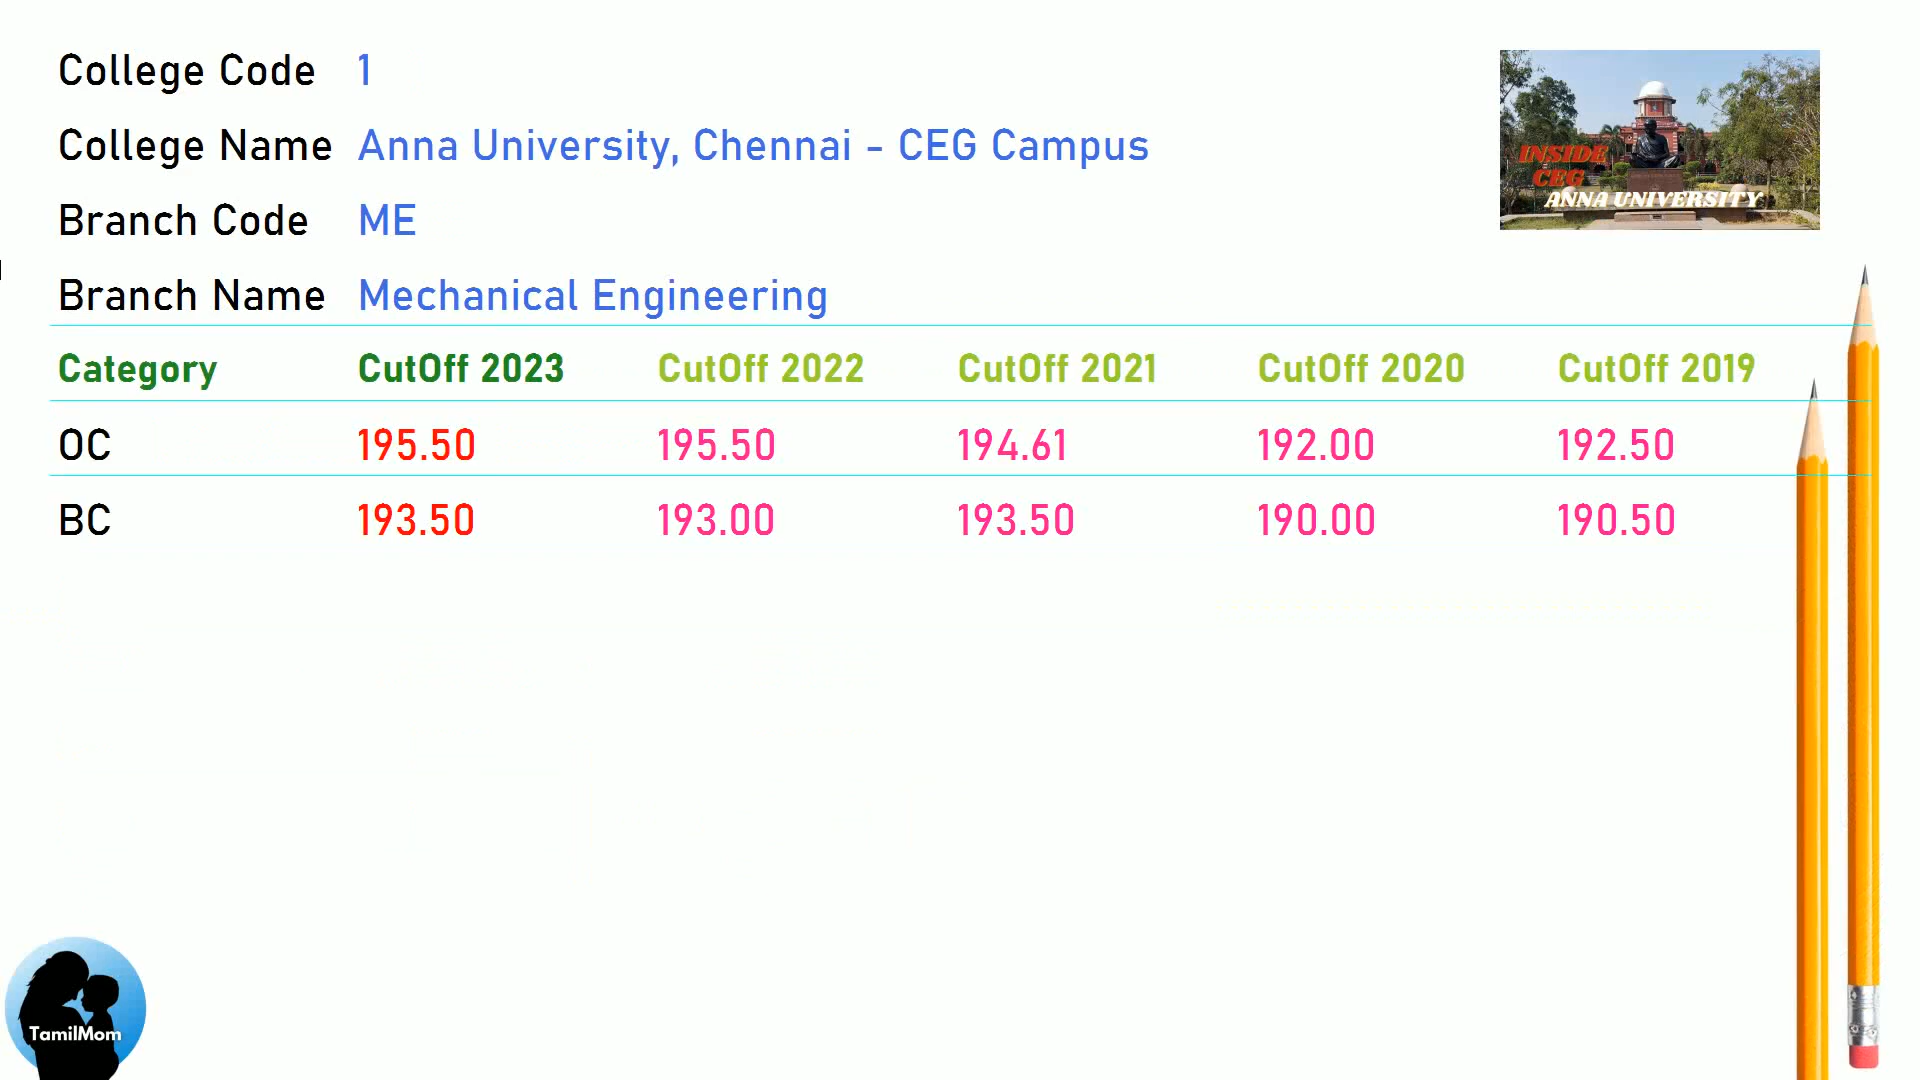 College Code 1
College Name Anna University, Chennai - CEG Campus
Branch Code ME
Branch Name Mechanical Engineering
INSIDE
CEG
ANNA UNIVERSITY
Category CutOff 2023 CutOff 2022 CutOff 2021 CutOff 2020 CutOff 2019
OC 195.50 195.50 194.61 192.00 192.50
BC 193.50 193.00 193.50 190.00 190.50
TamilMom